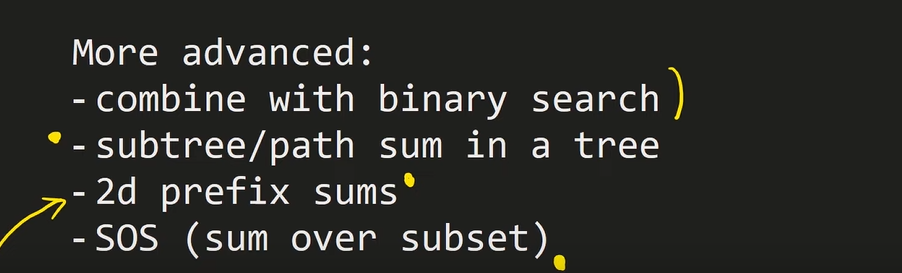 More advanced:
- combine with binary search
- subtree/path sum in a tree
- 2d prefix sums
- SOS (sum over subset)